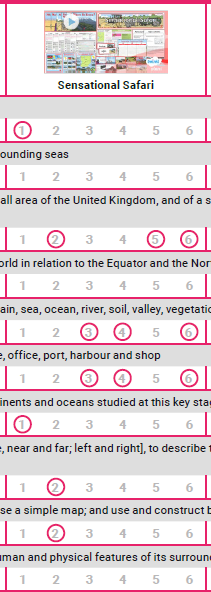 Sensational Safari
1 2 3 4 5 6
ounding seas
1 2 3 4 5 6
all area of the United Kingdom, and of a s
1 2 3 4 5 6
orld in relation to the Equator and the Nor
1 2 3 4 5 6
ain, sea, ocean, river, soil, valley, vegetatio
1 2 3 4 5 6
e, office, port, harbour and shop
1 2 3 4 5 6
inents and oceans studied at this key stag
1 2 3 4 5 6
e, near and far; left and right], to describe t
1 2 3 4 5 6
se a simple map; and use and construct b
1 2 3 4 5 6
uman and physical features of its surroun
1 2 3 4 5 6